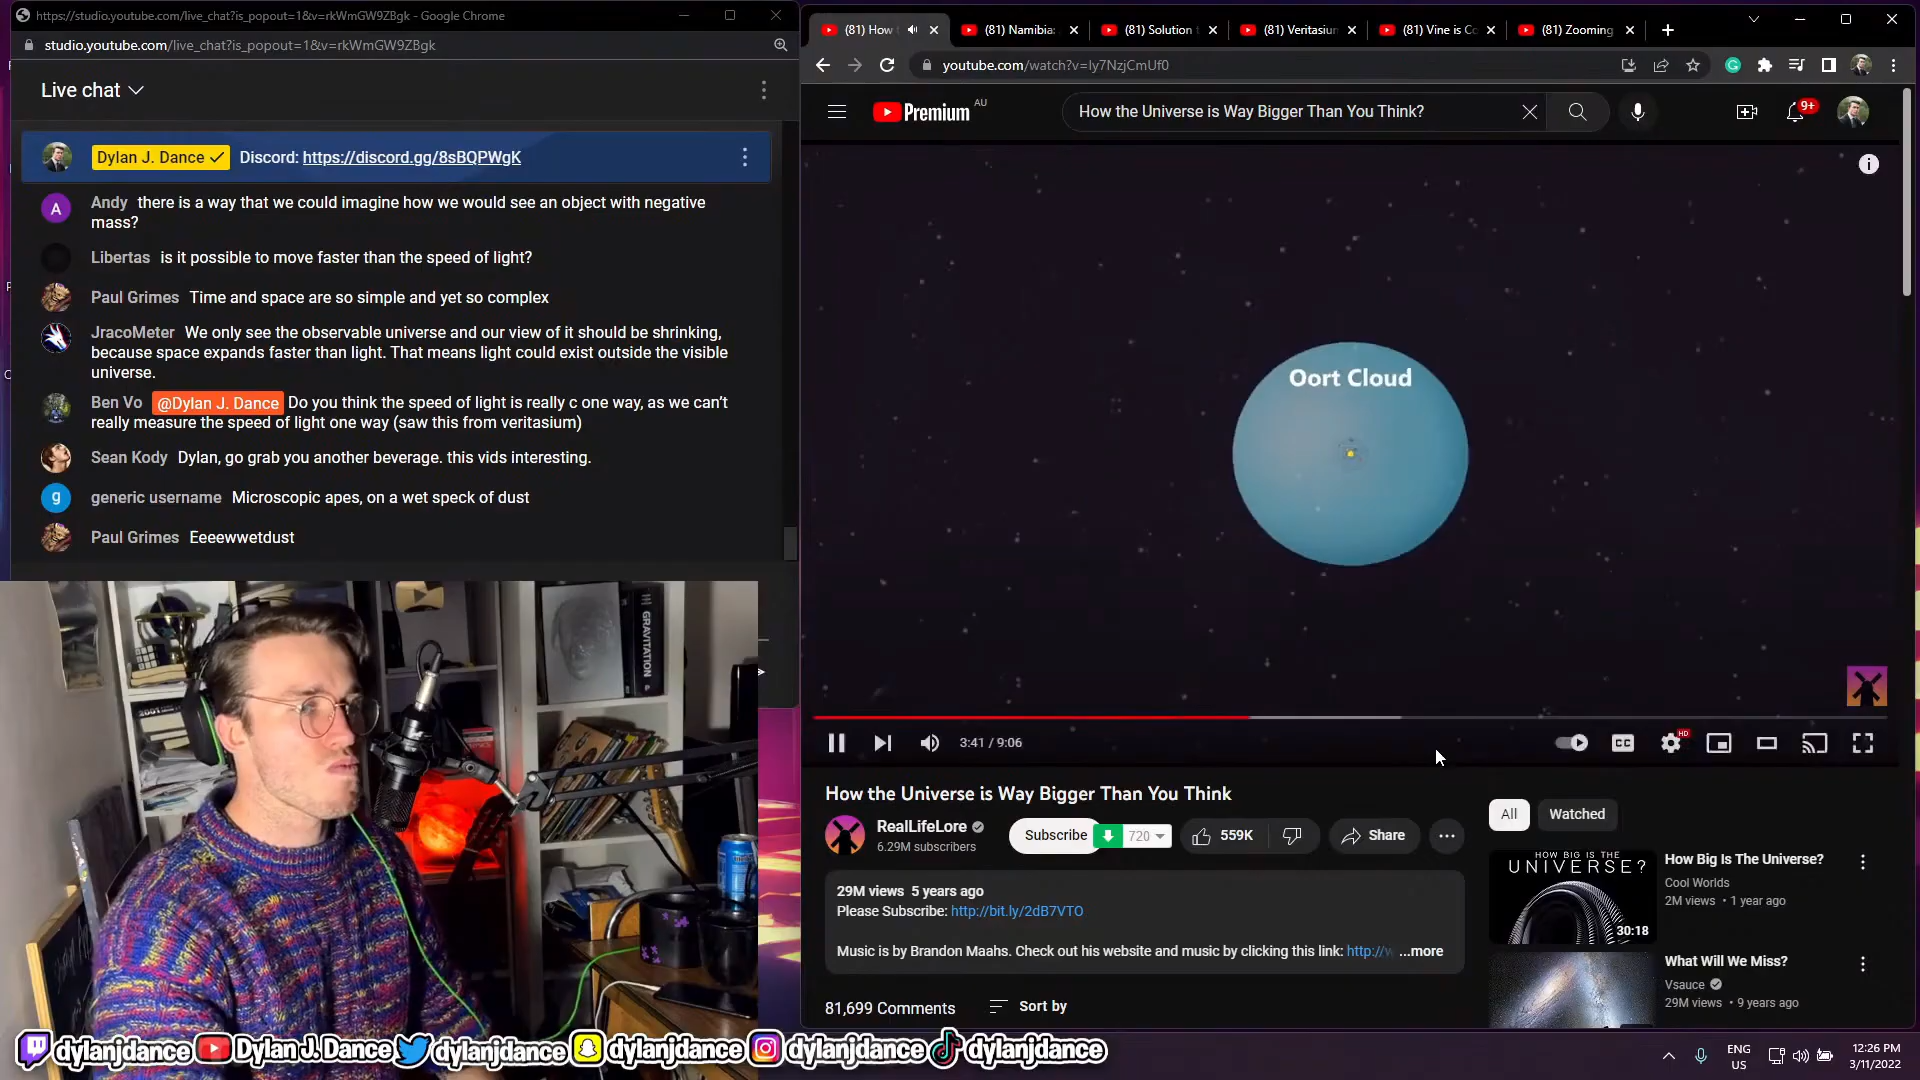 https://studio.youtube.com/live_chat?is_popout=1&v=rkWmGW9ZBgk - Google Chrome
studio.youtube.com/live_chat?is_popout=1&v=rkWmGW9ZBgk
Live chat
Dylan J. Dance Discord: https://discord.gg/8sBQPWgK
A
Andy there is a way that we could imagine how we would see an object with negative
mass?
Libertas is it possible to move faster than the speed of light?
Paul Grimes Time and space are so simple and yet so complex
JracoMeter We only see the observable universe and our view of it should be shrinking,
because space expands faster than light. That means light could exist outside the visible
universe.
Ben Vo @Dylan J. Dance Do you think the speed of light is really c one way, as we can't
really measure the speed of light one way (saw this from veritasium)
Sean Kody Dylan, go grab you another beverage. this vids interesting.
g
generic username Microscopic apes, on a wet speck of dust
Paul Grimes Eeeewwetdust
2001
GRAVITATION
dylanjdance Dylan J. Dance dylanjdance dylanjdance dylanjdance dylanjdance
(81) How t
(81) Namibia:
(81) Solution t
(81) Veritasium
(81) Vine is Co
(81) Zooming
youtube.com/watch?v=Iy7NzjCmUf0
Premium AU
How the Universe is Way Bigger Than You Think?
9+
Oort Cloud
3:41 / 9:06
CC
HD
How the Universe is Way Bigger Than You Think
RealLifeLore
6.29M subscribers
Subscribe
720
559K
Share
29M views 5 years ago
Please Subscribe: http://bit.ly/2dB7VTO
Music is by Brandon Maahs. Check out his website and music by clicking this link: http://w ...more
81,699 Comments
Sort by
All
Watched
HOW BIG IS THE
UNIVERSE?
30:18
How Big Is The Universe?
Cool Worlds
2M views • 1 year ago
What Will We Miss?
Vsauce
29M views • 9 years ago
ENG
US
12:26 PM
3/11/2022